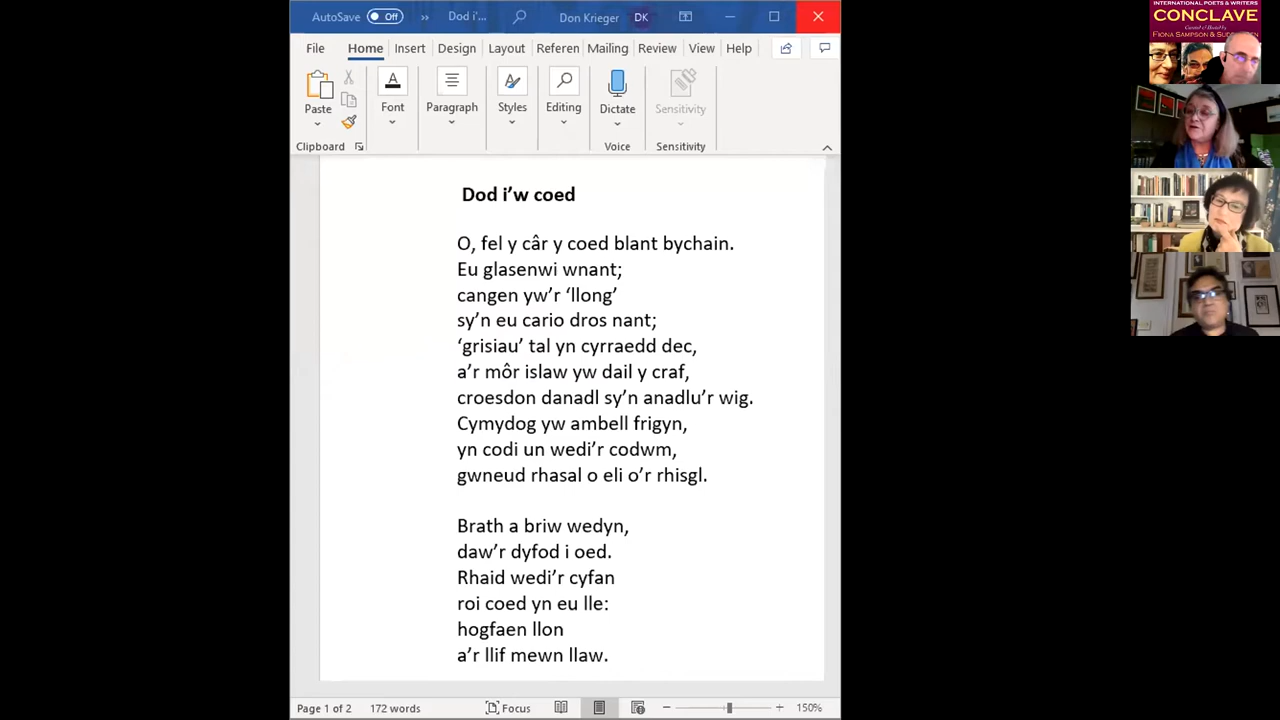 AutoSave
Off
Dod i'...
Don Krieger
DK
File
Home
Insert
Design
Layout
Referen
Mailing
Review
View
Help
Paste
Font
Paragraph
Styles
Editing
Dictate
Sensitivity
Clipboard
Voice
Sensitivity
Dod i’w coed
O, fel y câr y coed blant bychain.
Eu glasenwi wnant;
cangen yw’r ‘llong’
sy’n eu cario dros nant;
‘grisiau’ tal yn cyrraedd dec,
a’r môr islaw yw dail y craf,
croesdon danadl sy’n anadlu’r wig.
Cymydog yw ambell frigyn,
yn codi un wedi’r codwm,
gwneud rhasal o eli o’r rhisgl.
Brath a briw wedyn,
daw’r dyfod i oed.
Rhaid wedi’r cyfan
roi coed yn eu lle:
hogfaen llon
a’r llif mewn llaw.
Page 1 of 2
172 words
Focus
150%
INTERNATIONAL POETS & WRITERS
CONCLAVE
FIONA SAMPSON &